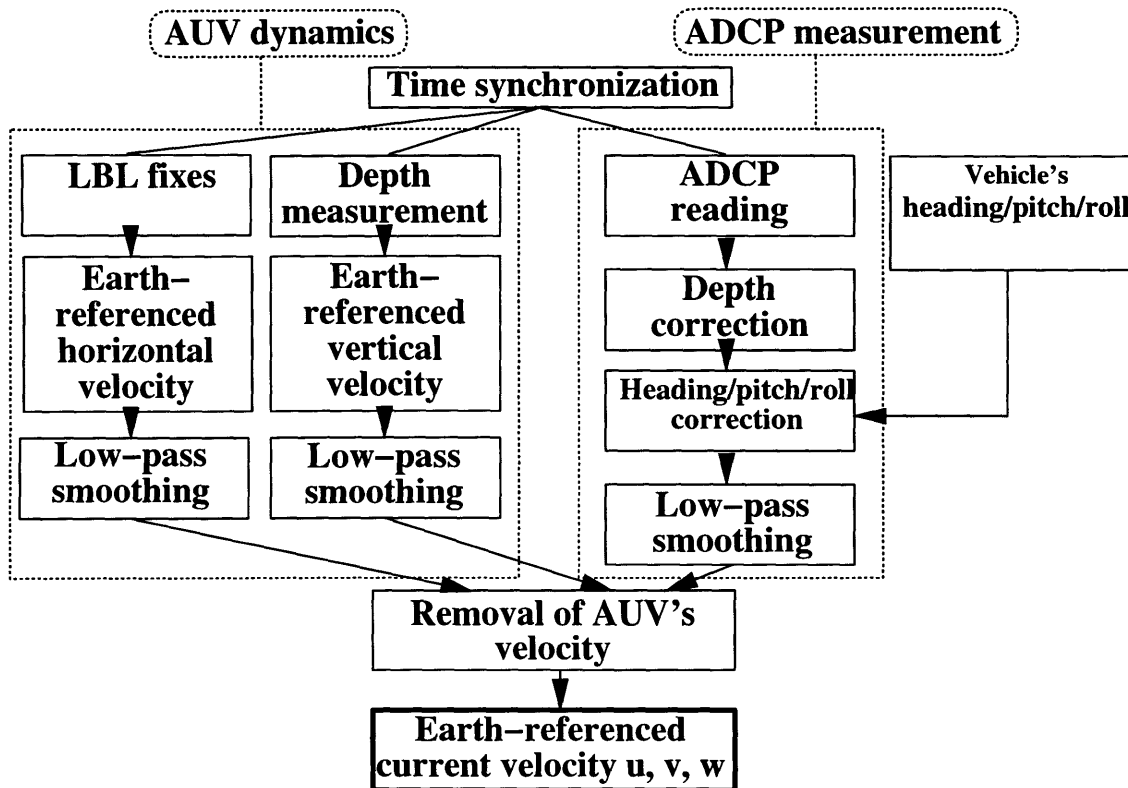 AUV dynamics
ADCP measurement
Time synchronization
LBL fixes
Depth
measurement
ADCP
reading
Vehicle's
heading/pitch/roll
Earth–
referenced
horizontal
velocity
Earth–
referenced
vertical
velocity
Depth
correction
Heading/pitch/roll
correction
Low–pass
smoothing
Low–pass
smoothing
Low–pass
smoothing
Removal of AUV's
velocity
Earth–referenced
current velocity u, v, w